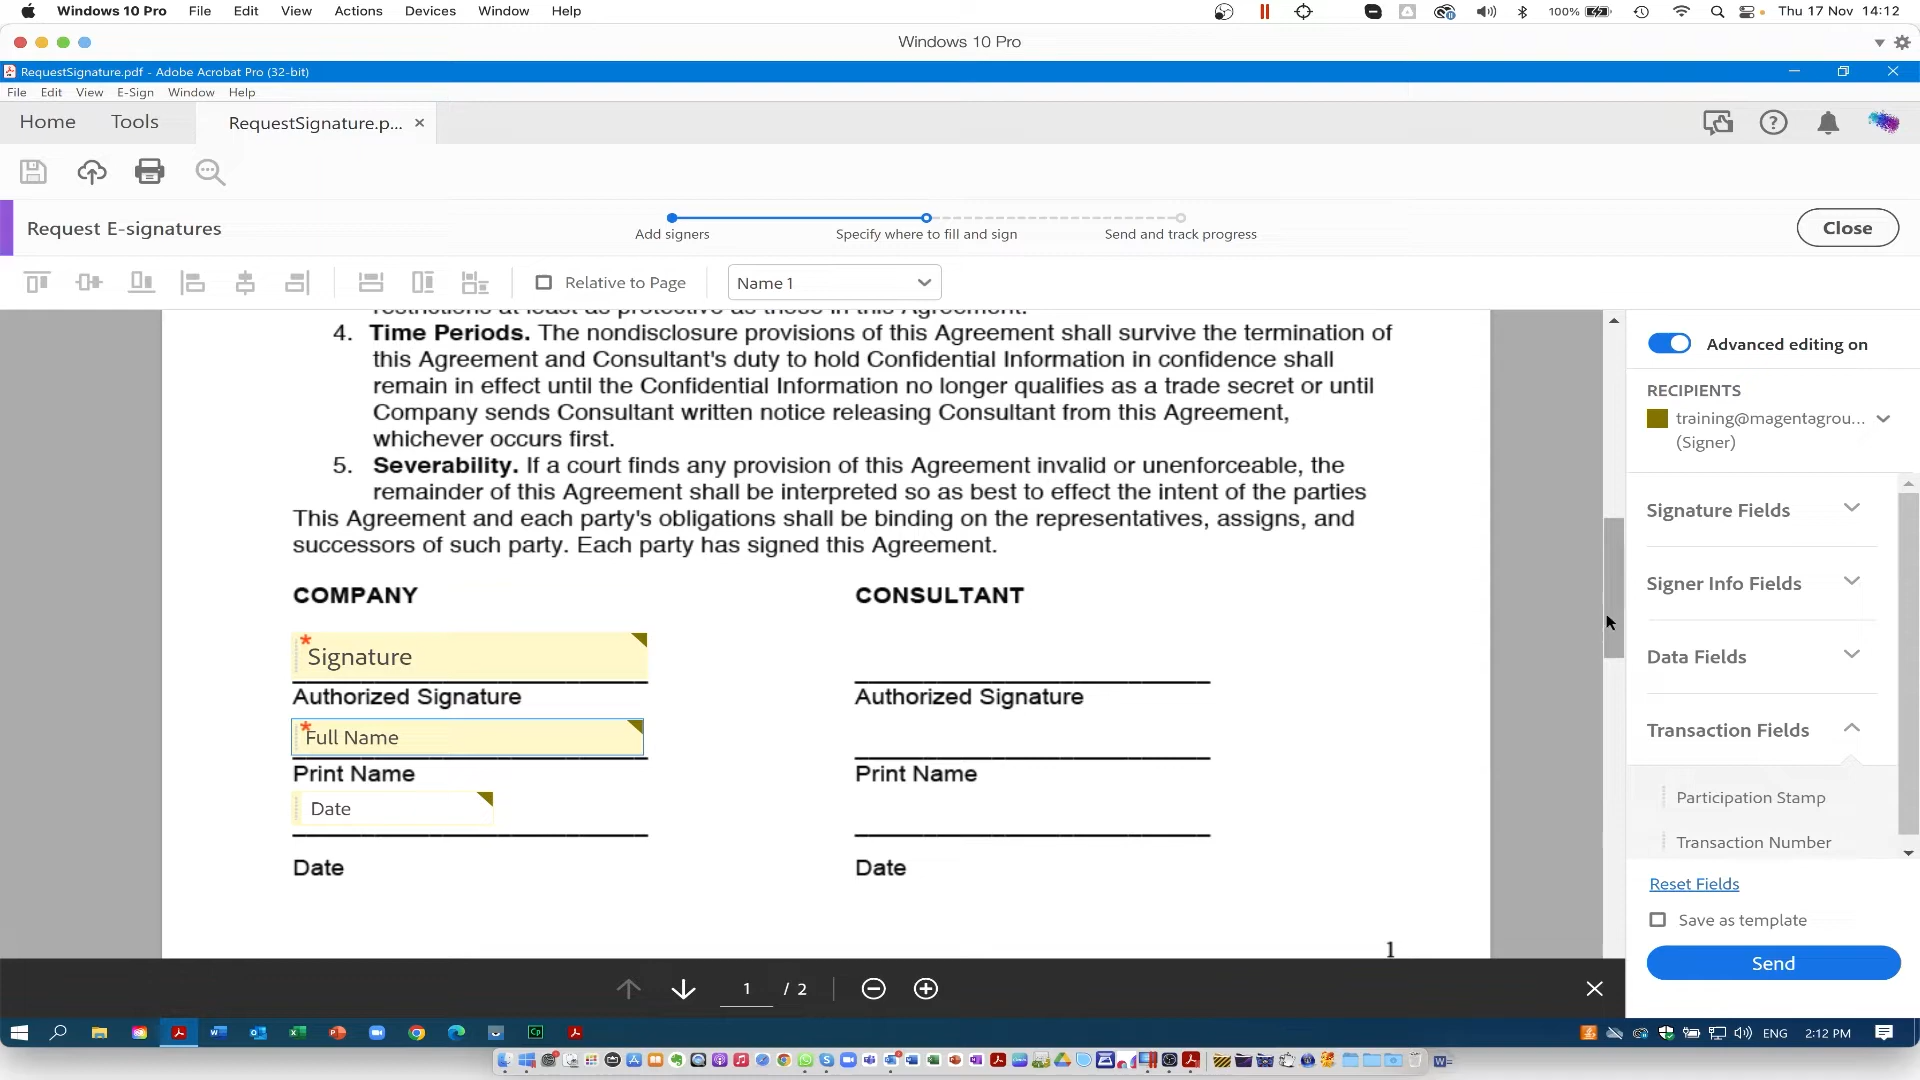 Windows 10 Pro File Edit View Actions Devices Window Help 100% Thu 17 Nov 14:12
Windows 10 Pro
RequestSignature.pdf - Adobe Acrobat Pro (32-bit)
File Edit View E-Sign Window Help
Home Tools RequestSignature.p...
Request E-signatures
Add signers Specify where to fill and sign Send and track progress
Close
Relative to Page Name 1
restrictions at least as protective as those in this Agreement.
4. Time Periods. The nondisclosure provisions of this Agreement shall survive the termination of
this Agreement and Consultant's duty to hold Confidential Information in confidence shall
remain in effect until the Confidential Information no longer qualifies as a trade secret or until
Company sends Consultant written notice releasing Consultant from this Agreement,
whichever occurs first.
5. Severability. If a court finds any provision of this Agreement invalid or unenforceable, the
remainder of this Agreement shall be interpreted so as best to effect the intent of the parties
This Agreement and each party's obligations shall be binding on the representatives, assigns, and
successors of such party. Each party has signed this Agreement.
COMPANY CONSULTANT
* Signature
Authorized Signature Authorized Signature
* Full Name
Print Name Print Name
Date
Date Date
1
Advanced editing on
RECIPIENTS
training@magentagrou...
(Signer)
Signature Fields
Signer Info Fields
Data Fields
Transaction Fields
Participation Stamp
Transaction Number
Reset Fields
Save as template
Send
1 / 2
ENG 2:12 PM